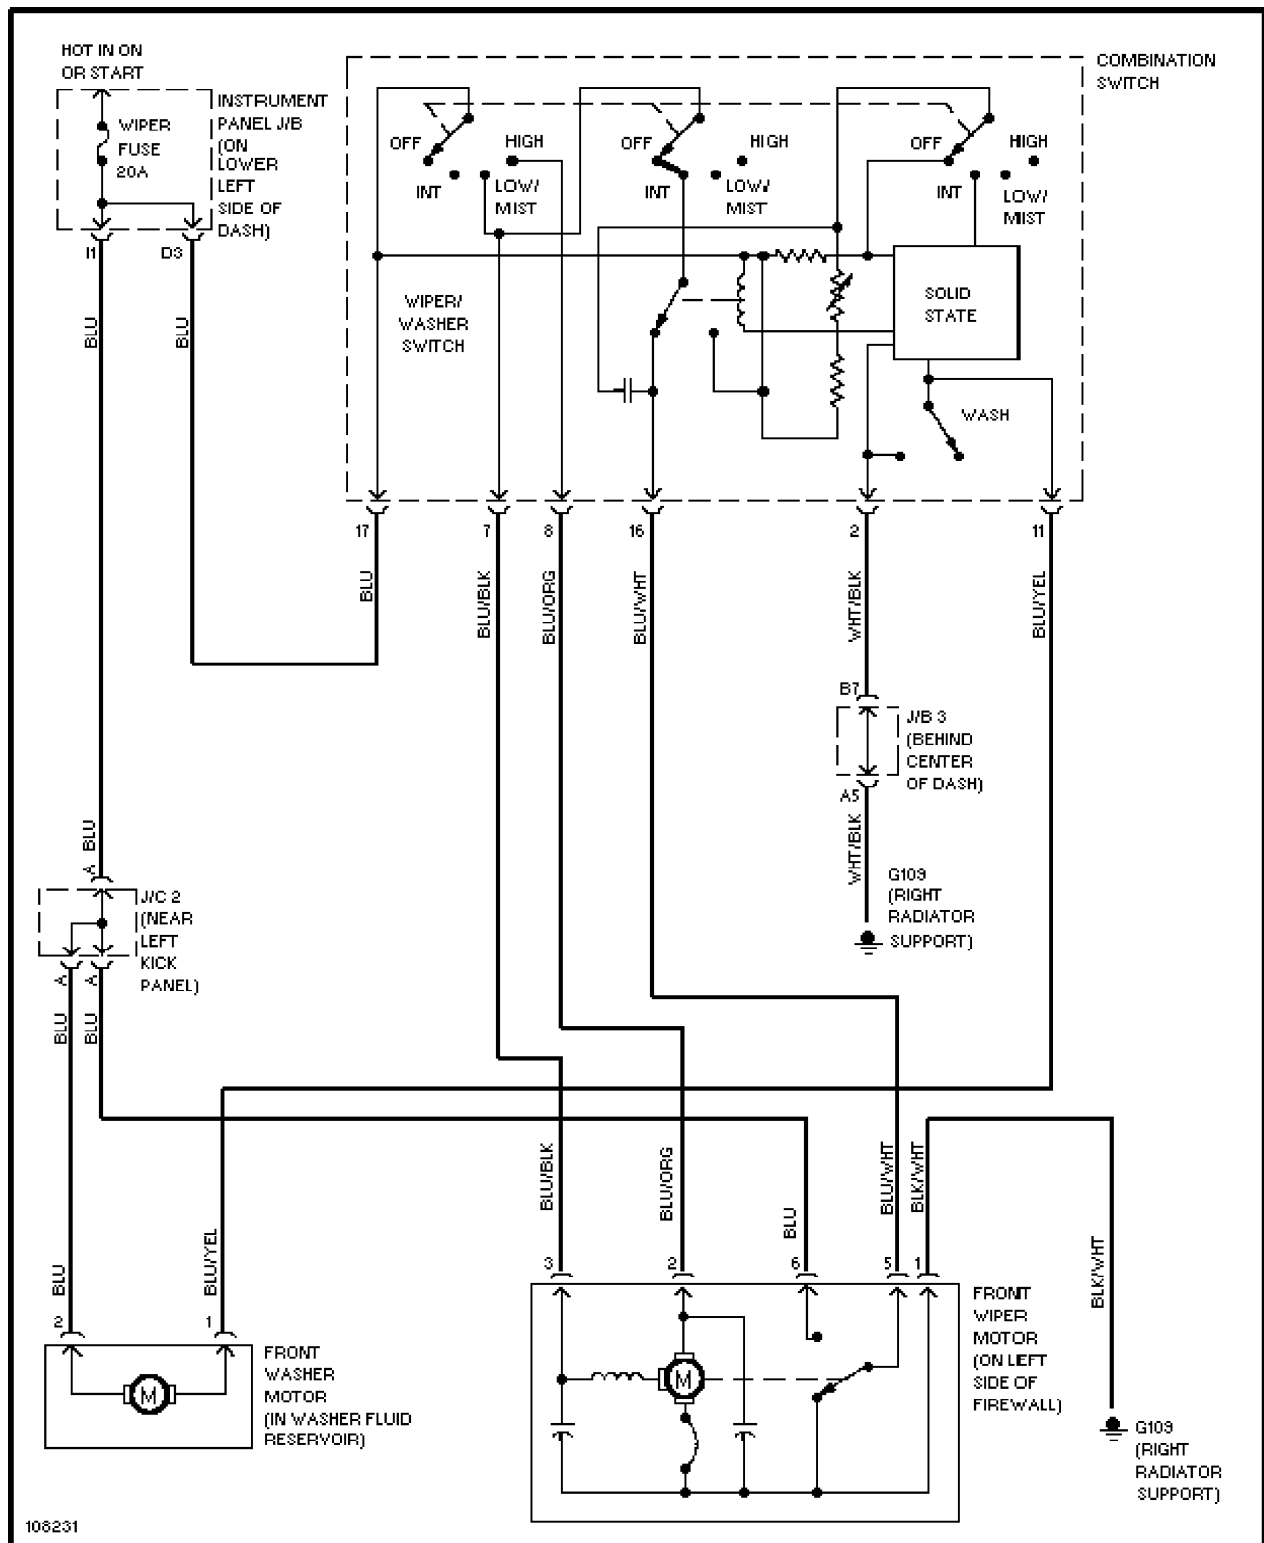 HOT IN ON
OR START
WIPER
FUSE
20A
INSTRUMENT
PANEL J/B
(ON
LOWER
LEFT
SIDE OF
DASH)
I1
D3
BLU
BLU
COMBINATION
SWITCH
OFF
INT
LOW/
MIST
HIGH
OFF
INT
LOW/
MIST
HIGH
OFF
INT
LOW/
MIST
HIGH
WIPER/
WASHER
SWITCH
SOLID
STATE
WASH
17
7
8
16
2
11
BLU
BLU/BLK
BLU/ORG
BLU/WHT
WHT/BLK
BLU/YEL
B7
J/B 3
(BEHIND
CENTER
OF DASH)
A5
WHT/BLK
G109
(RIGHT
RADIATOR
SUPPORT)
BLU
A
J/C 2
(NEAR
LEFT
KICK
PANEL)
A
A
BLU
BLU
BLU
BLU/YEL
BLU/BLK
BLU/ORG
BLU
BLU/WHT
BLK/WHT
BLK/WHT
2
1
3
2
6
5
1
M
FRONT
WASHER
MOTOR
(IN WASHER FLUID
RESERVOIR)
M
FRONT
WIPER
MOTOR
(ON LEFT
SIDE OF
FIREWALL)
G109
(RIGHT
RADIATOR
SUPPORT)
108231